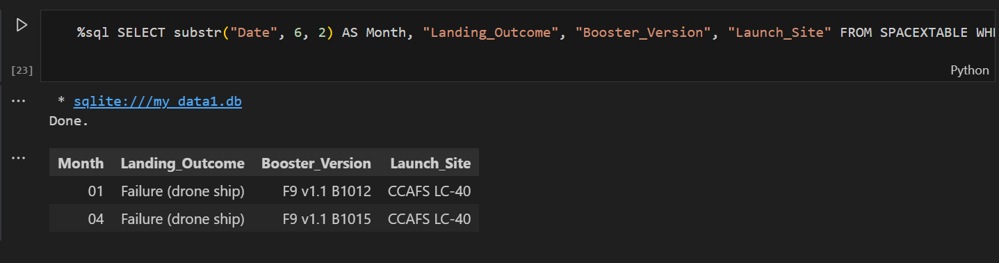 %sql SELECT substr("Date", 6, 2) AS Month, "Landing_Outcome", "Booster_Version", "Launch_Site" FROM SPACEXTABLE
[23]
Python
* sqlite:///my_data1.db
Done.
Month Landing_Outcome Booster_Version Launch_Site
01 Failure (drone ship) F9 v1.1 B1012 CCAFS LC-40
04 Failure (drone ship) F9 v1.1 B1015 CCAFS LC-40